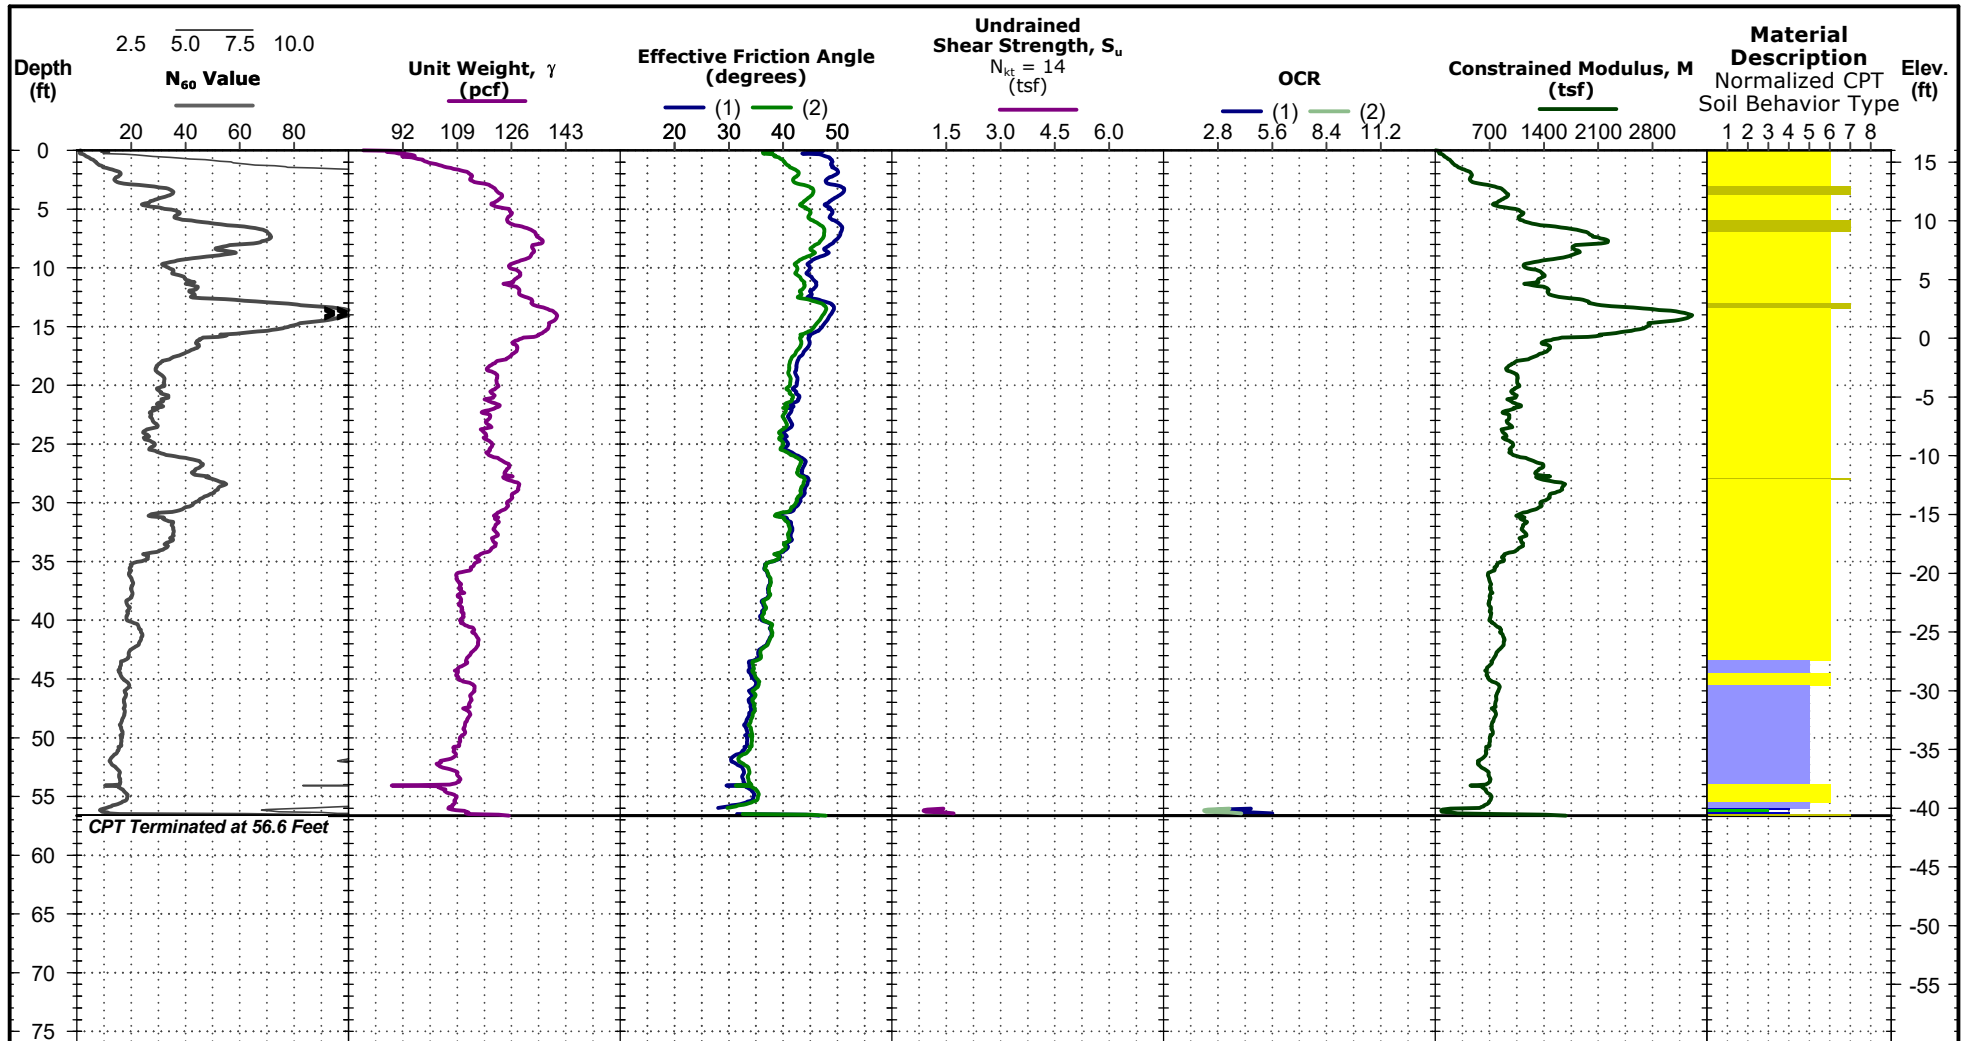 2.5 5.0 7.5 10.0
Depth
(ft)
N60 Value
20 40 60 80
Unit Weight, γ
(pcf)
92 109 126 143
Effective Friction Angle
(degrees)
(1) (2)
20 30 40 50
Undrained
Shear Strength, Su
Nkt = 14
(tsf)
1.5 3.0 4.5 6.0
OCR
(1) (2)
2.8 5.6 8.4 11.2
Constrained Modulus, M
(tsf)
700 1400 2100 2800
Material
Description
Normalized CPT
Soil Behavior Type
1 2 3 4 5 6 7 8
Elev.
(ft)
0
5
10
15
20
25
30
35
40
45
50
55
60
65
70
75
CPT Terminated at 56.6 Feet
15
10
5
0
-5
-10
-15
-20
-25
-30
-35
-40
-45
-50
-55